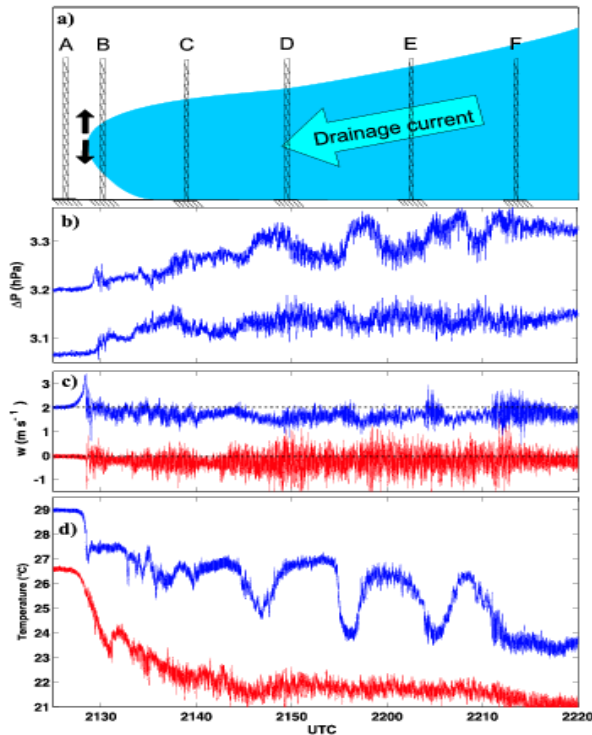 a)
A B C D E F
Drainage current
b)
3.3
3.2
3.1
ΔP (hPa)
c)
3
2
1
0
-1
w (m s⁻¹)
d)
29
28
27
26
25
24
23
22
21
Temperature (°C)
2130 2140 2150 2200 2210 2220
UTC